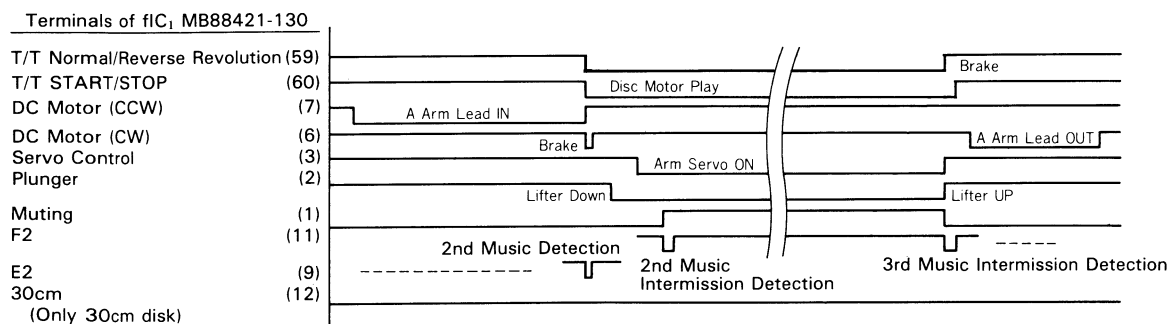 Terminals of fIC₁ MB88421-130
T/T Normal/Reverse Revolution (59)
Brake
T/T START/STOP (60)
Disc Motor Play
DC Motor (CCW) (7)
A Arm Lead IN
DC Motor (CW) (6)
Brake
A Arm Lead OUT
Servo Control (3)
Arm Servo ON
Plunger (2)
Lifter Down
Lifter UP
Muting (1)
F2 (11)
2nd Music Detection
2nd Music
Intermission Detection
3rd Music Intermission Detection
E2 (9)
30cm (12)
(Only 30cm disk)